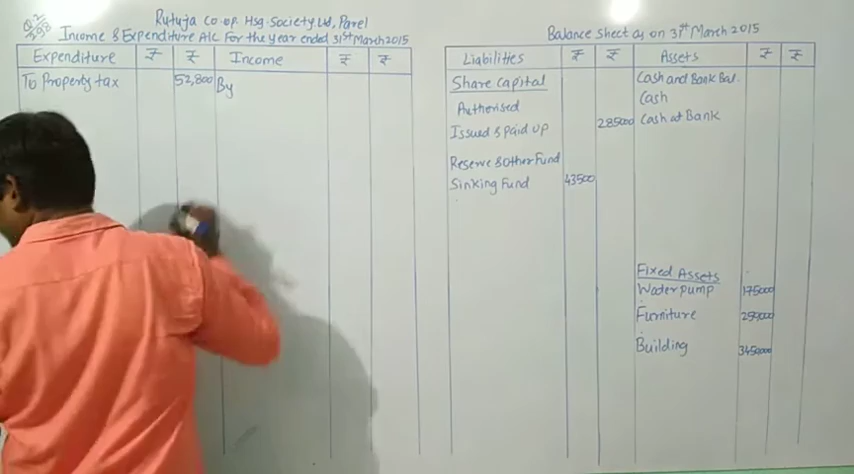 Q.2
Rutuja Co-op. Hsg Society Ltd, Parel
Income & Expenditure A/C For the year ended 31st March 2015
Expenditure ₹ ₹ Income ₹ ₹
To Property tax 52,800 By
Balance Sheet as on 31st March 2015
Liabilities ₹ ₹ Assets ₹ ₹
Share Capital Cash and Bank Bal.
Authorised Cash
Issued & Paid up 285000 Cash at Bank
Reserve & Other Fund
Sinking Fund 43500
Fixed Assets
Water pump 175000
Furniture
Building 3450000